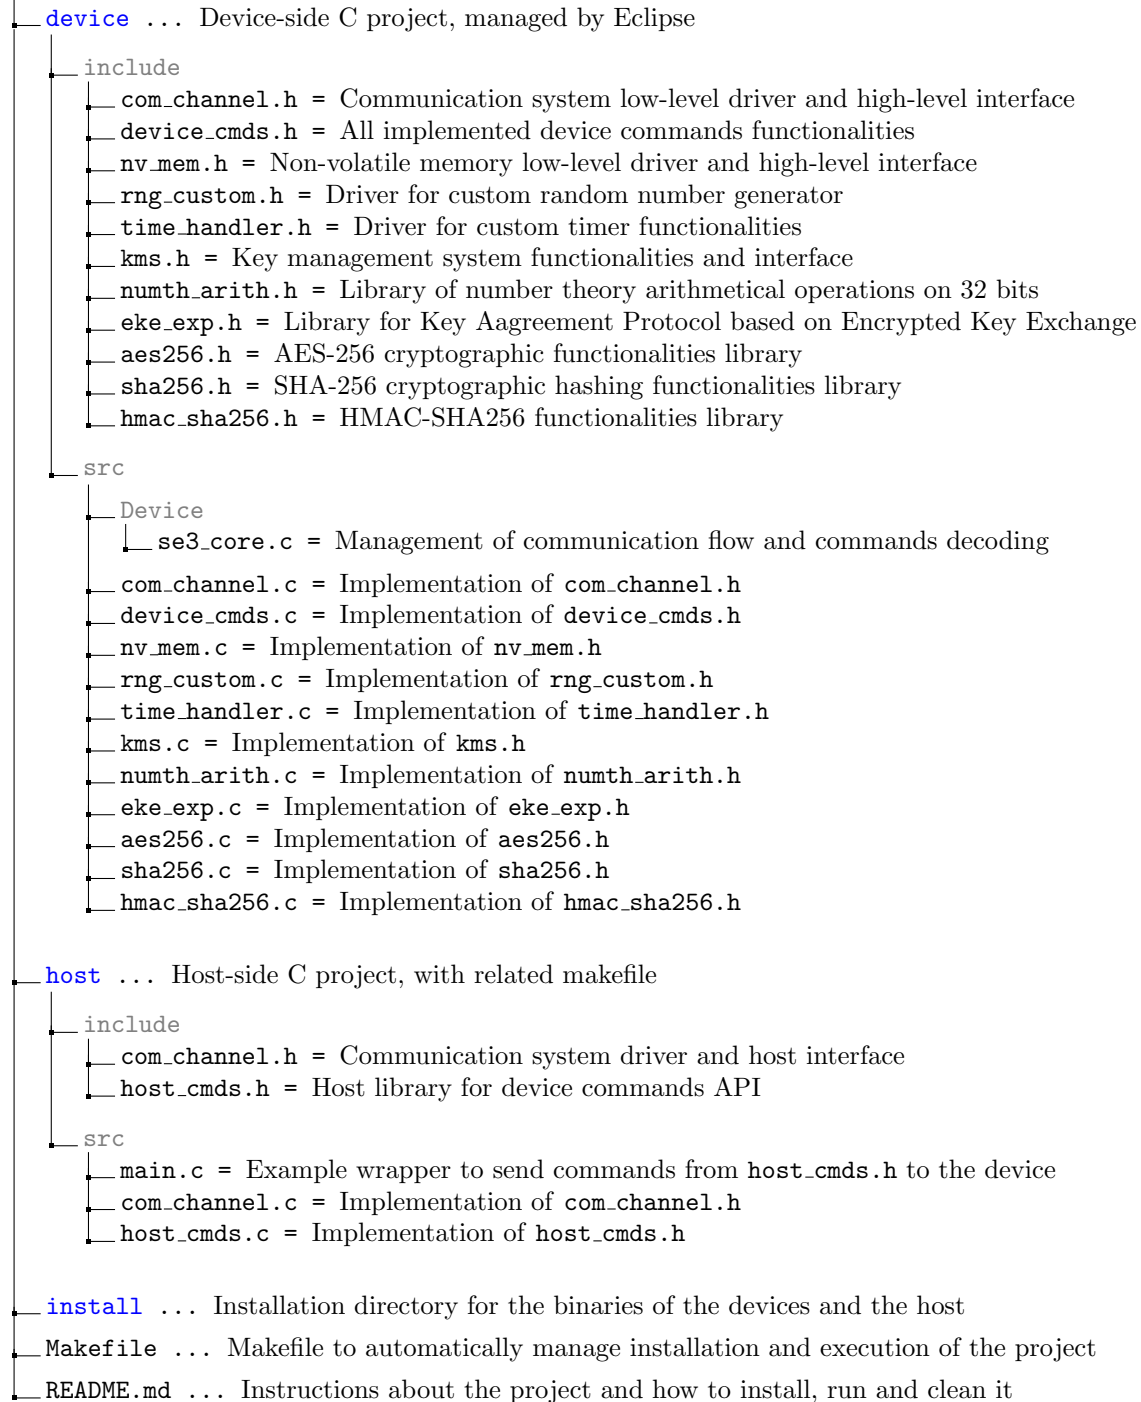 device ... Device-side C project, managed by Eclipse
include
com_channel.h = Communication system low-level driver and high-level interface
device_cmds.h = All implemented device commands functionalities
nv_mem.h = Non-volatile memory low-level driver and high-level interface
rng_custom.h = Driver for custom random number generator
time_handler.h = Driver for custom timer functionalities
kms.h = Key management system functionalities and interface
numth_arith.h = Library of number theory arithmetical operations on 32 bits
eke_exp.h = Library for Key Aagreement Protocol based on Encrypted Key Exchange
aes256.h = AES-256 cryptographic functionalities library
sha256.h = SHA-256 cryptographic hashing functionalities library
hmac_sha256.h = HMAC-SHA256 functionalities library
src
Device
se3_core.c = Management of communication flow and commands decoding
com_channel.c = Implementation of com_channel.h
device_cmds.c = Implementation of device_cmds.h
nv_mem.c = Implementation of nv_mem.h
rng_custom.c = Implementation of rng_custom.h
time_handler.c = Implementation of time_handler.h
kms.c = Implementation of kms.h
numth_arith.c = Implementation of numth_arith.h
eke_exp.c = Implementation of eke_exp.h
aes256.c = Implementation of aes256.h
sha256.c = Implementation of sha256.h
hmac_sha256.c = Implementation of hmac_sha256.h
host ... Host-side C project, with related makefile
include
com_channel.h = Communication system driver and host interface
host_cmds.h = Host library for device commands API
src
main.c = Example wrapper to send commands from host_cmds.h to the device
com_channel.c = Implementation of com_channel.h
host_cmds.c = Implementation of host_cmds.h
install ... Installation directory for the binaries of the devices and the host
Makefile ... Makefile to automatically manage installation and execution of the project
README.md ... Instructions about the project and how to install, run and clean it